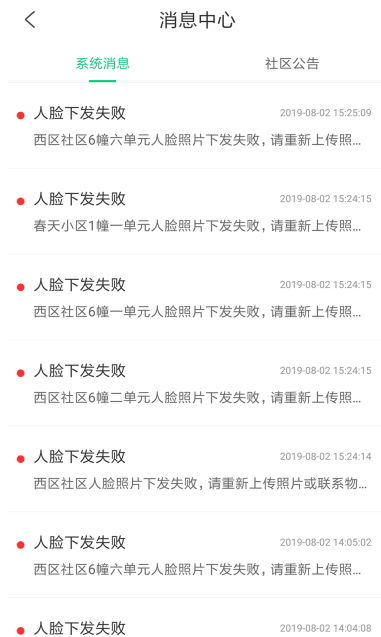 消息中心
系统消息 社区公告
人脸下发失败 2019-08-02 15:25:09
西区社区6幢六单元人脸照片下发失败，请重新上传照...
人脸下发失败 2019-08-02 15:24:15
春天小区1幢一单元人脸照片下发失败，请重新上传照...
人脸下发失败 2019-08-02 15:24:15
西区社区6幢一单元人脸照片下发失败，请重新上传照...
人脸下发失败 2019-08-02 15:24:15
西区社区6幢二单元人脸照片下发失败，请重新上传照...
人脸下发失败 2019-08-02 15:24:14
西区社区人脸照片下发失败，请重新上传照片或联系物...
人脸下发失败 2019-08-02 14:05:02
西区社区6幢六单元人脸照片下发失败，请重新上传照...
人脸下发失败 2019-08-02 14:04:08